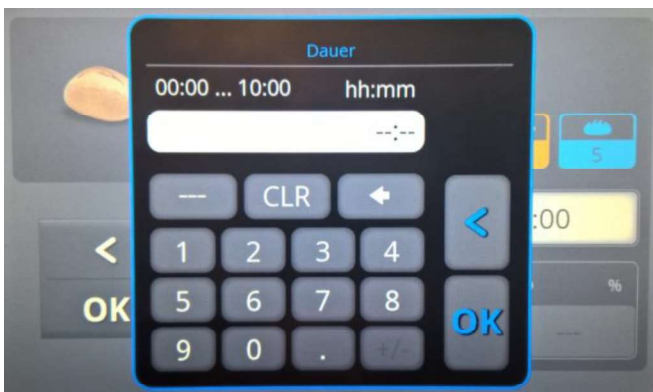 Dauer
00:00 ... 10:00 hh:mm
--:--
5
--- CLR
:00
<
<
1 2 3 4
%
OK
5 6 7 8
OK
---
9 0 . +/-